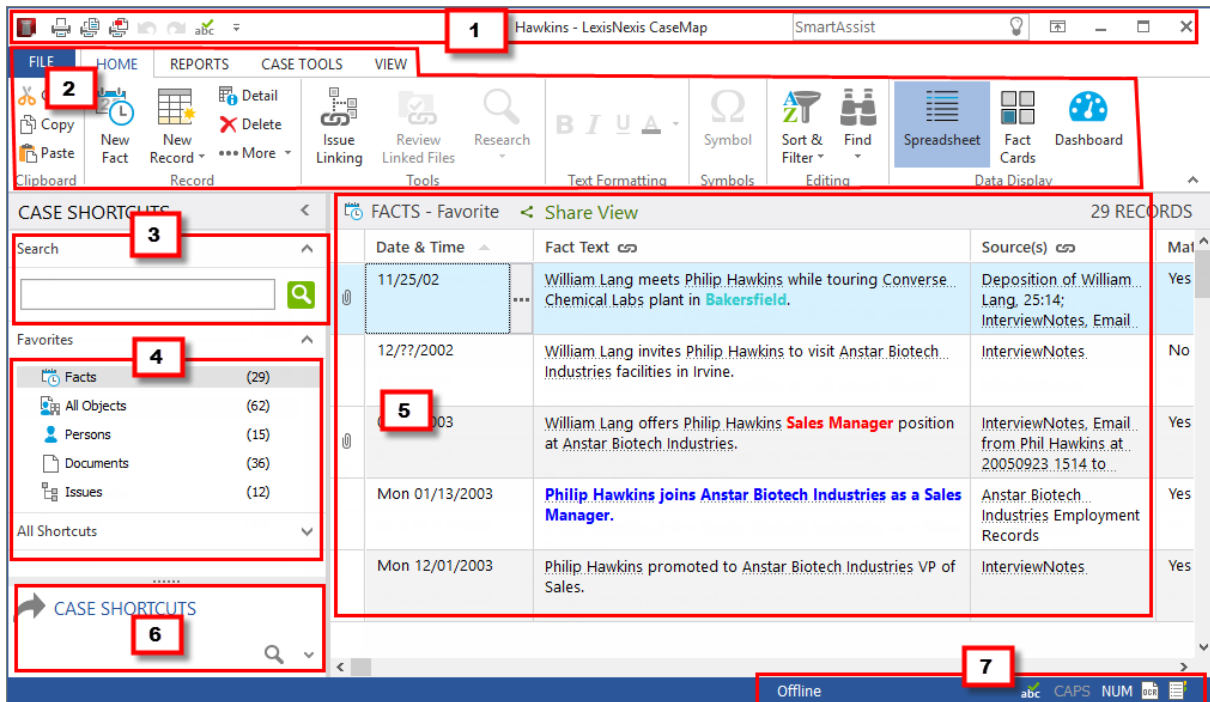 1
Hawkins - LexisNexis CaseMap
SmartAssist
abc
FILE HOME REPORTS CASE TOOLS VIEW
2
Copy
Paste
Clipboard
New Fact
New Record
Detail
Delete
More
Record
Issue Linking
Review Linked Files
Research
Tools
B I U A
Text Formatting
Ω
Symbol
Symbols
A Z
Sort & Filter
Find
Editing
Spreadsheet
Fact Cards
Dashboard
Data Display
CASE SHORTCUTS
3
Search
Favorites
4
Facts (29)
All Objects (62)
Persons (15)
Documents (36)
Issues (12)
All Shortcuts
CASE SHORTCUTS
6
FACTS - Favorite Share View 29 RECORDS
Date & Time Fact Text Source(s) Mat
11/25/02
William Lang meets Philip Hawkins while touring Converse
Chemical Labs plant in Bakersfield.
Deposition of William
Lang, 25:14;
InterviewNotes, Email
Yes
12/??/2002
William Lang invites Philip Hawkins to visit Anstar Biotech
Industries facilities in Irvine.
InterviewNotes
No
5
003
William Lang offers Philip Hawkins Sales Manager position
at Anstar Biotech Industries.
InterviewNotes, Email
from Phil Hawkins at
20050923 1514 to
Yes
Mon 01/13/2003
Philip Hawkins joins Anstar Biotech Industries as a Sales
Manager.
Anstar Biotech
Industries Employment
Records
Yes
Mon 12/01/2003
Philip Hawkins promoted to Anstar Biotech Industries VP of
Sales.
InterviewNotes
Yes
7
Offline abc CAPS NUM OCR